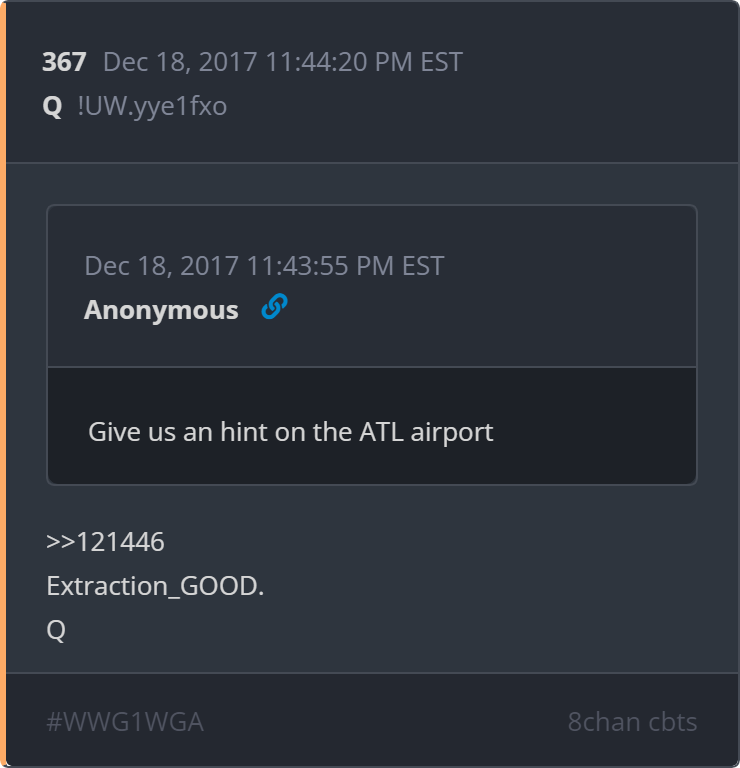 367 Dec 18, 2017 11:44:20 PM EST
Q !UW.yye1fxo
Dec 18, 2017 11:43:55 PM EST
Anonymous
Give us an hint on the ATL airport
>>121446
Extraction_GOOD.
Q
#WWG1WGA 8chan cbts